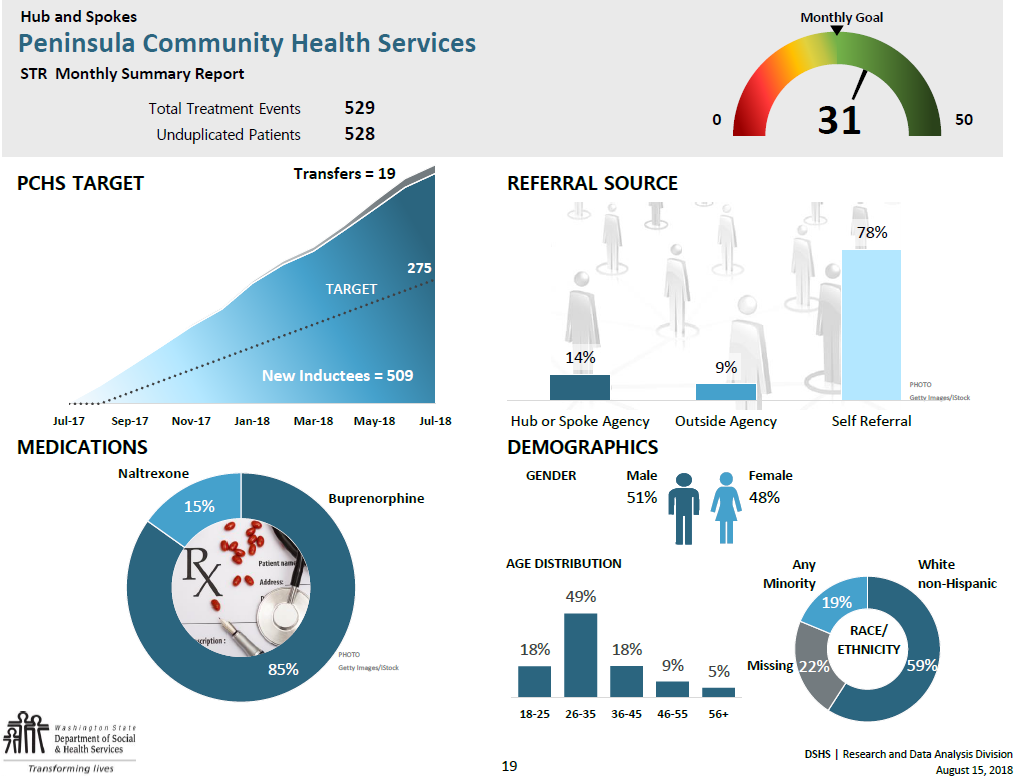 Hub and Spokes
Peninsula Community Health Services
STR Monthly Summary Report
Total Treatment Events 529
Unduplicated Patients 528
Monthly Goal
0
31
50
PCHS TARGET
Transfers = 19
275
TARGET
New Inductees = 509
Jul-17 Sep-17 Nov-17 Jan-18 Mar-18 May-18 Jul-18
REFERRAL SOURCE
14%
9%
78%
PHOTO
Getty Images/iStock
Hub or Spoke Agency Outside Agency Self Referral
MEDICATIONS
Naltrexone
15%
Buprenorphine
Rx
Patient name
Address:
scription :
85%
PHOTO
Getty Images/iStock
DEMOGRAPHICS
GENDER
Male
51%
Female
48%
AGE DISTRIBUTION
18% 49% 18% 9% 5%
18-25 26-35 36-45 46-55 56+
Any
Minority
19%
White
non-Hispanic
RACE/
ETHNICITY
Missing 22%
59%
Washington State
Department of Social
& Health Services
Transforming lives
19
DSHS | Research and Data Analysis Division
August 15, 2018